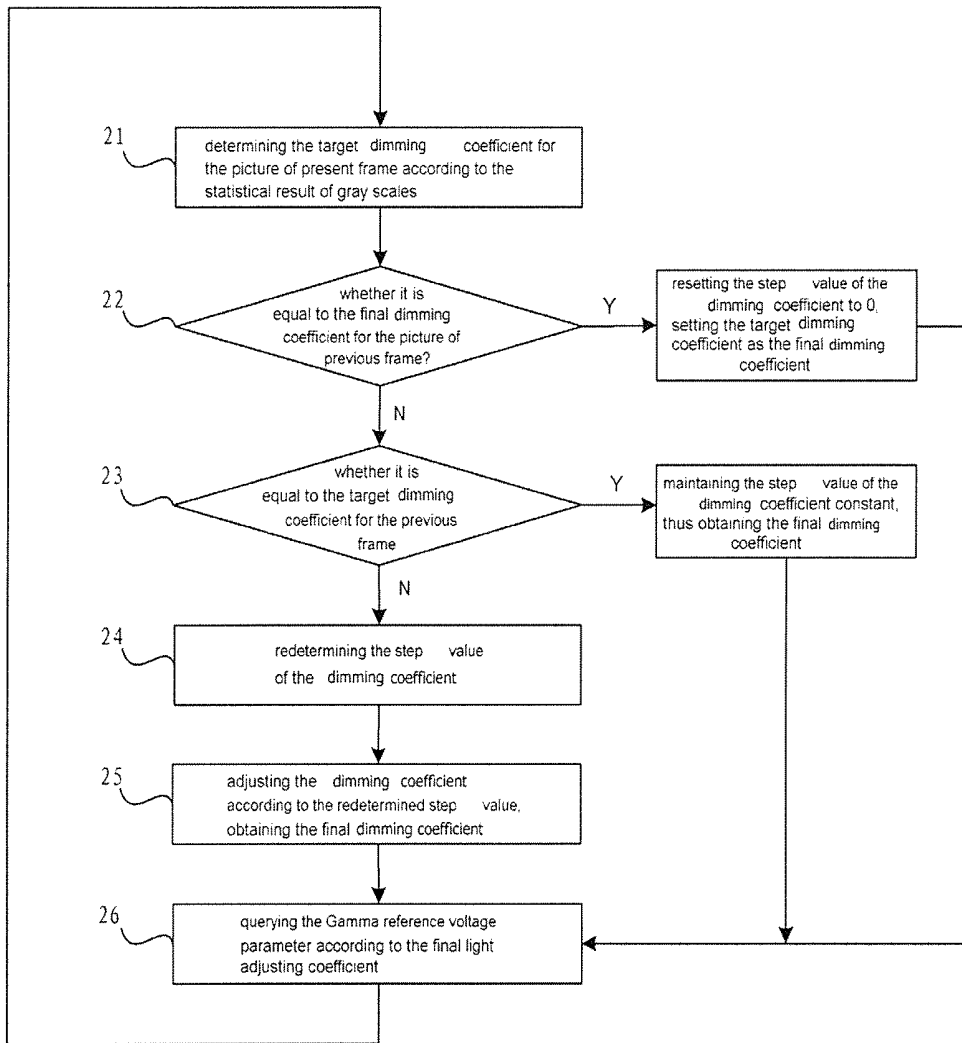 21
determining the target dimming coefficient for
the picture of present frame according to the
statistical result of gray scales
22
whether it is
equal to the final dimming
coefficient for the picture of
previous frame?
Y
resetting the step value of the
dimming coefficient to 0,
setting the target dimming
coefficient as the final dimming
coefficient
N
23
whether it is
equal to the target dimming
coefficient for the previous
frame
Y
maintaining the step value of the
dimming coefficient constant,
thus obtaining the final dimming
coefficient
N
24
redetermining the step value
of the dimming coefficient
25
adjusting the dimming coefficient
according to the redetermined step value,
obtaining the final dimming coefficient
26
querying the Gamma reference voltage
parameter according to the final light
adjusting coefficient